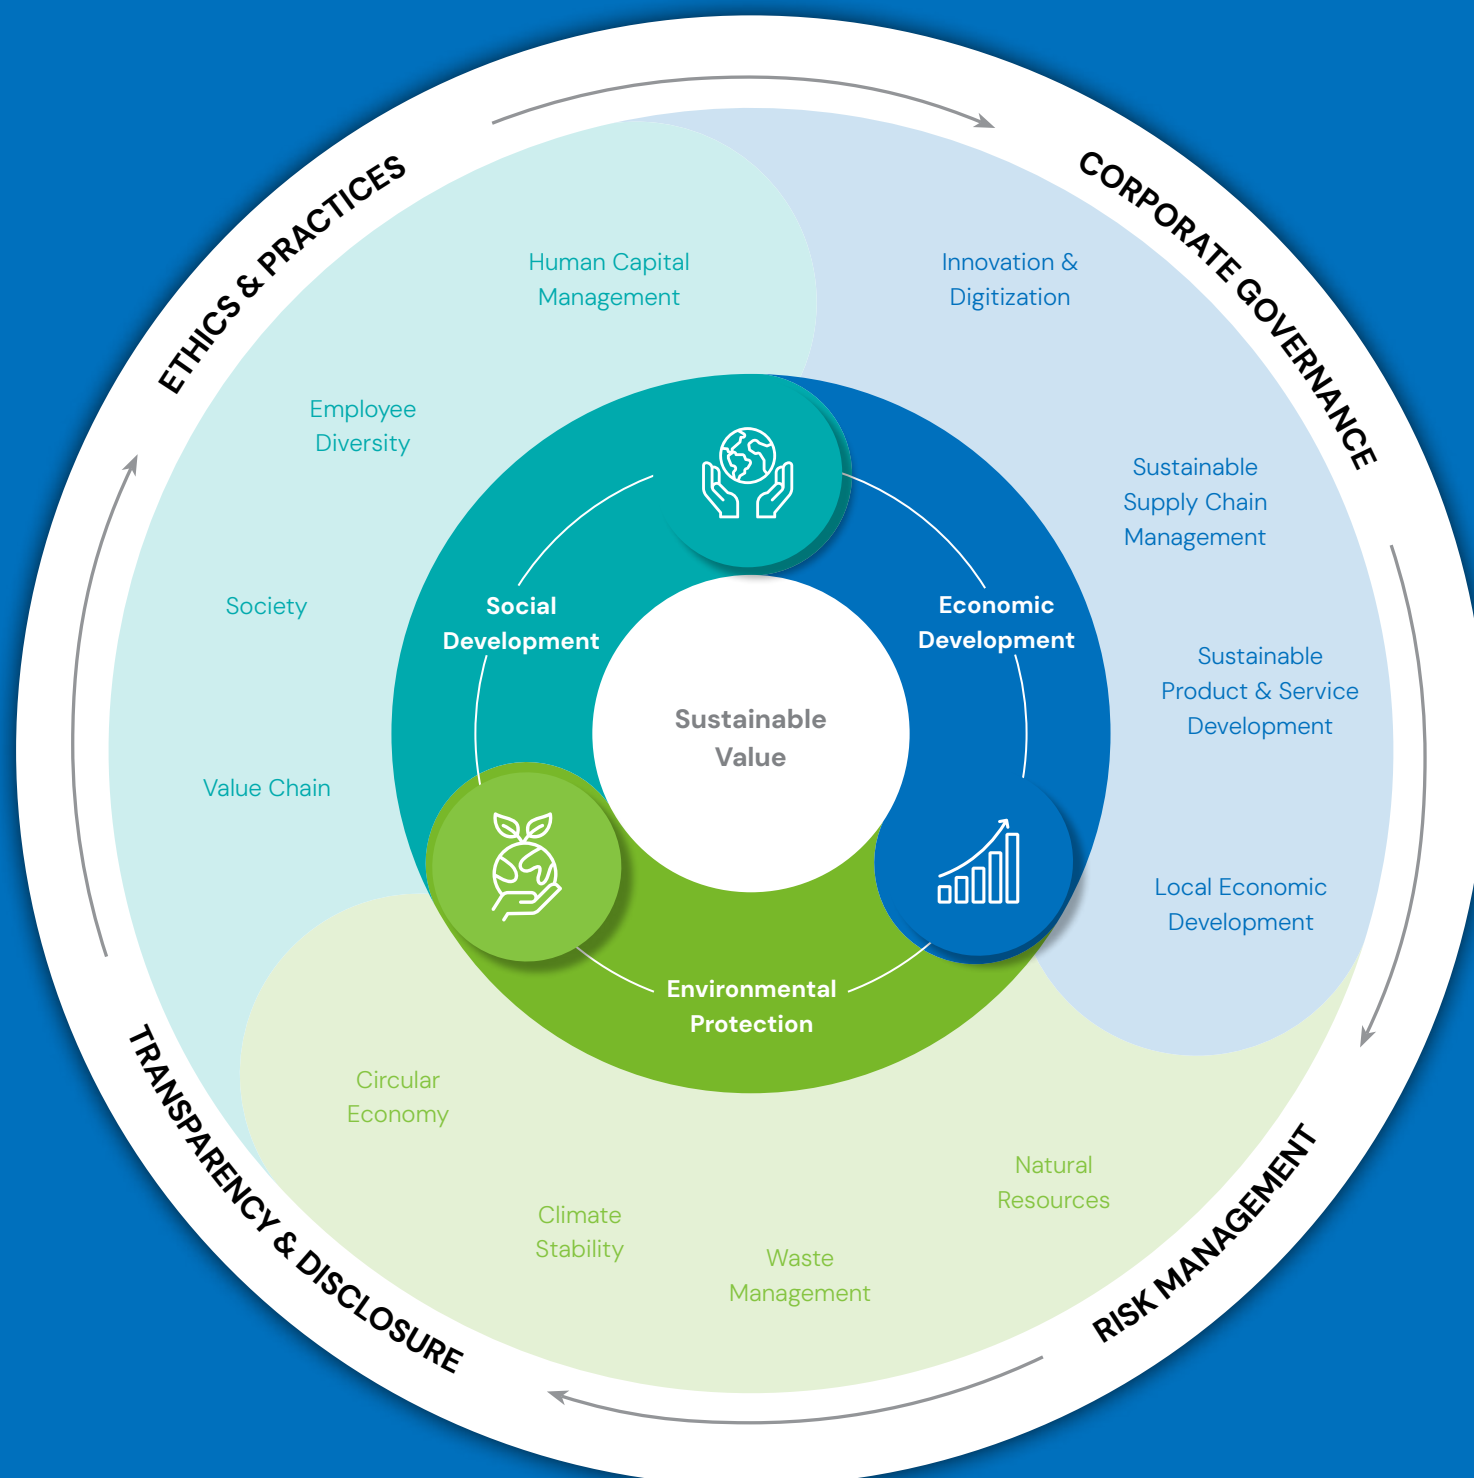 ETHICS & PRACTICES
CORPORATE GOVERNANCE
RISK MANAGEMENT
TRANSPARENCY & DISCLOSURE
Human Capital
Management
Employee
Diversity
Society
Value Chain
Innovation &
Digitization
Sustainable
Supply Chain
Management
Sustainable
Product & Service
Development
Local Economic
Development
Social
Development
Economic
Development
Sustainable
Value
Environmental
Protection
Circular
Economy
Climate
Stability
Waste
Management
Natural
Resources